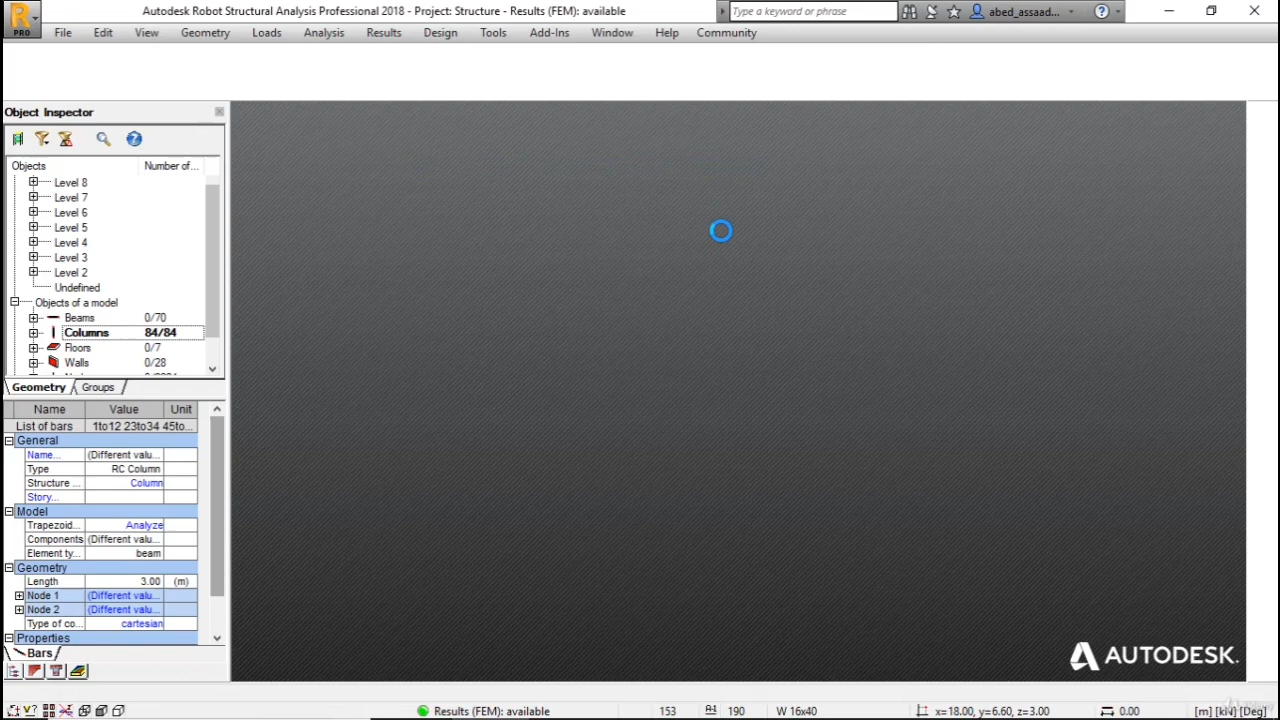 Autodesk Robot Structural Analysis Professional 2018 - Project: Structure - Results (FEM): available
Type a keyword or phrase
abed_assaad...
PRO
File Edit View Geometry Loads Analysis Results Design Tools Add-Ins Window Help Community
Object Inspector
Objects Number of...
Level 8
Level 7
Level 6
Level 5
Level 4
Level 3
Level 2
Undefined
Objects of a model
Beams 0/70
Columns 84/84
Floors 0/7
Walls 0/28
Geometry Groups
Name Value Unit
List of bars 1to12 23to34 45to...
General
Name... (Different valu...
Type RC Column
Structure ... Column
Story...
Model
Trapezoid... Analyze
Components (Different valu...
Element ty... beam
Geometry
Length 3.00 (m)
Node 1 (Different valu...
Node 2 (Different valu...
Type of co... cartesian
Properties
Bars
AUTODESK.
Results (FEM): available 153 190 W 16x40 x=18.00, y=6.60, z=3.00 0.00 [m] [kN] [Deg]